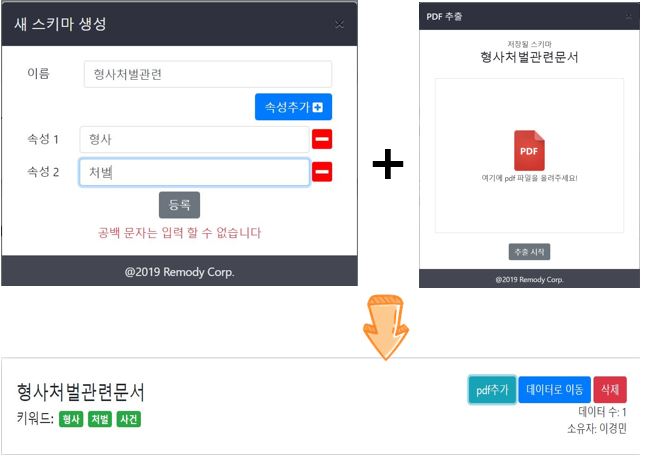 새 스키마 생성
×
이름
형사처벌관련
속성추가
속성 1
형사
속성 2
처벌
등록
공백 문자는 입력 할 수 없습니다
@2019 Remody Corp.
+
PDF 추출
×
저장될 스키마
형사처벌관련문서
PDF
여기에 pdf 파일을 올려주세요!
추출 시작
@2019 Remody Corp.
형사처벌관련문서
키워드: 형사 처벌 사건
pdf추가 데이터로 이동 삭제
데이터 수: 1
소유자: 이경민